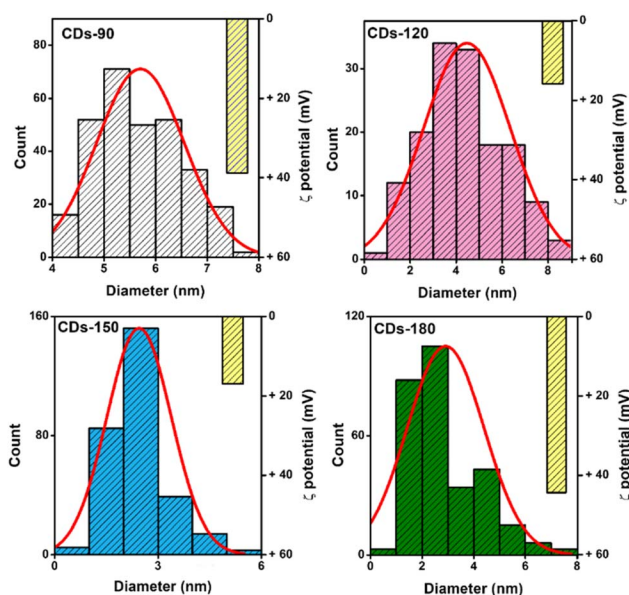 CDs-90
80
60
40
20
0
Count
4 5 6 7 8
Diameter (nm)
0
+ 20
+ 40
+ 60
ζ potential (mV)
CDs-120
30
20
10
0
Count
0 2 4 6 8
Diameter (nm)
0
+ 20
+ 40
+ 60
ζ potential (mV)
CDs-150
160
80
0
Count
0 3 6
Diameter (nm)
0
+ 20
+ 40
+ 60
ζ potential (mV)
CDs-180
120
60
0
Count
0 2 4 6 8
Diameter (nm)
0
+ 20
+ 40
+ 60
ζ potential (mV)